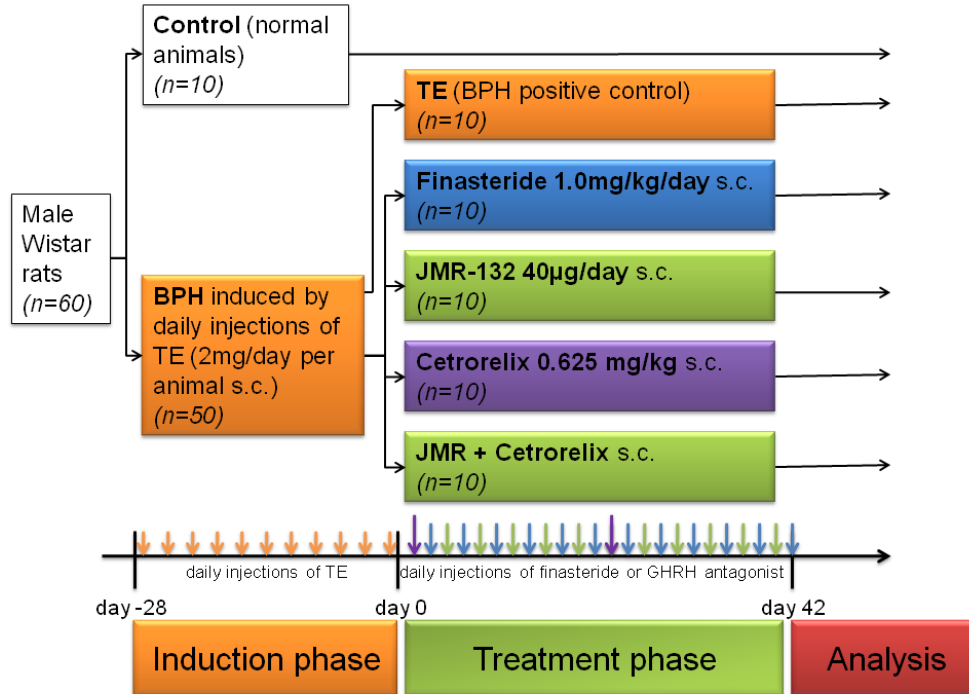 Control (normal
animals)
(n=10)
TE (BPH positive control)
(n=10)
Finasteride 1.0mg/kg/day s.c.
(n=10)
Male
Wistar
rats
(n=60)
JMR-132 40µg/day s.c.
(n=10)
BPH induced by
daily injections of
TE (2mg/day per
animal s.c.)
(n=50)
Cetrorelix 0.625 mg/kg s.c.
(n=10)
JMR + Cetrorelix s.c.
(n=10)
daily injections of TE
daily injections of finasteride or GHRH antagonist
day -28
day 0
day 42
Induction phase
Treatment phase
Analysis